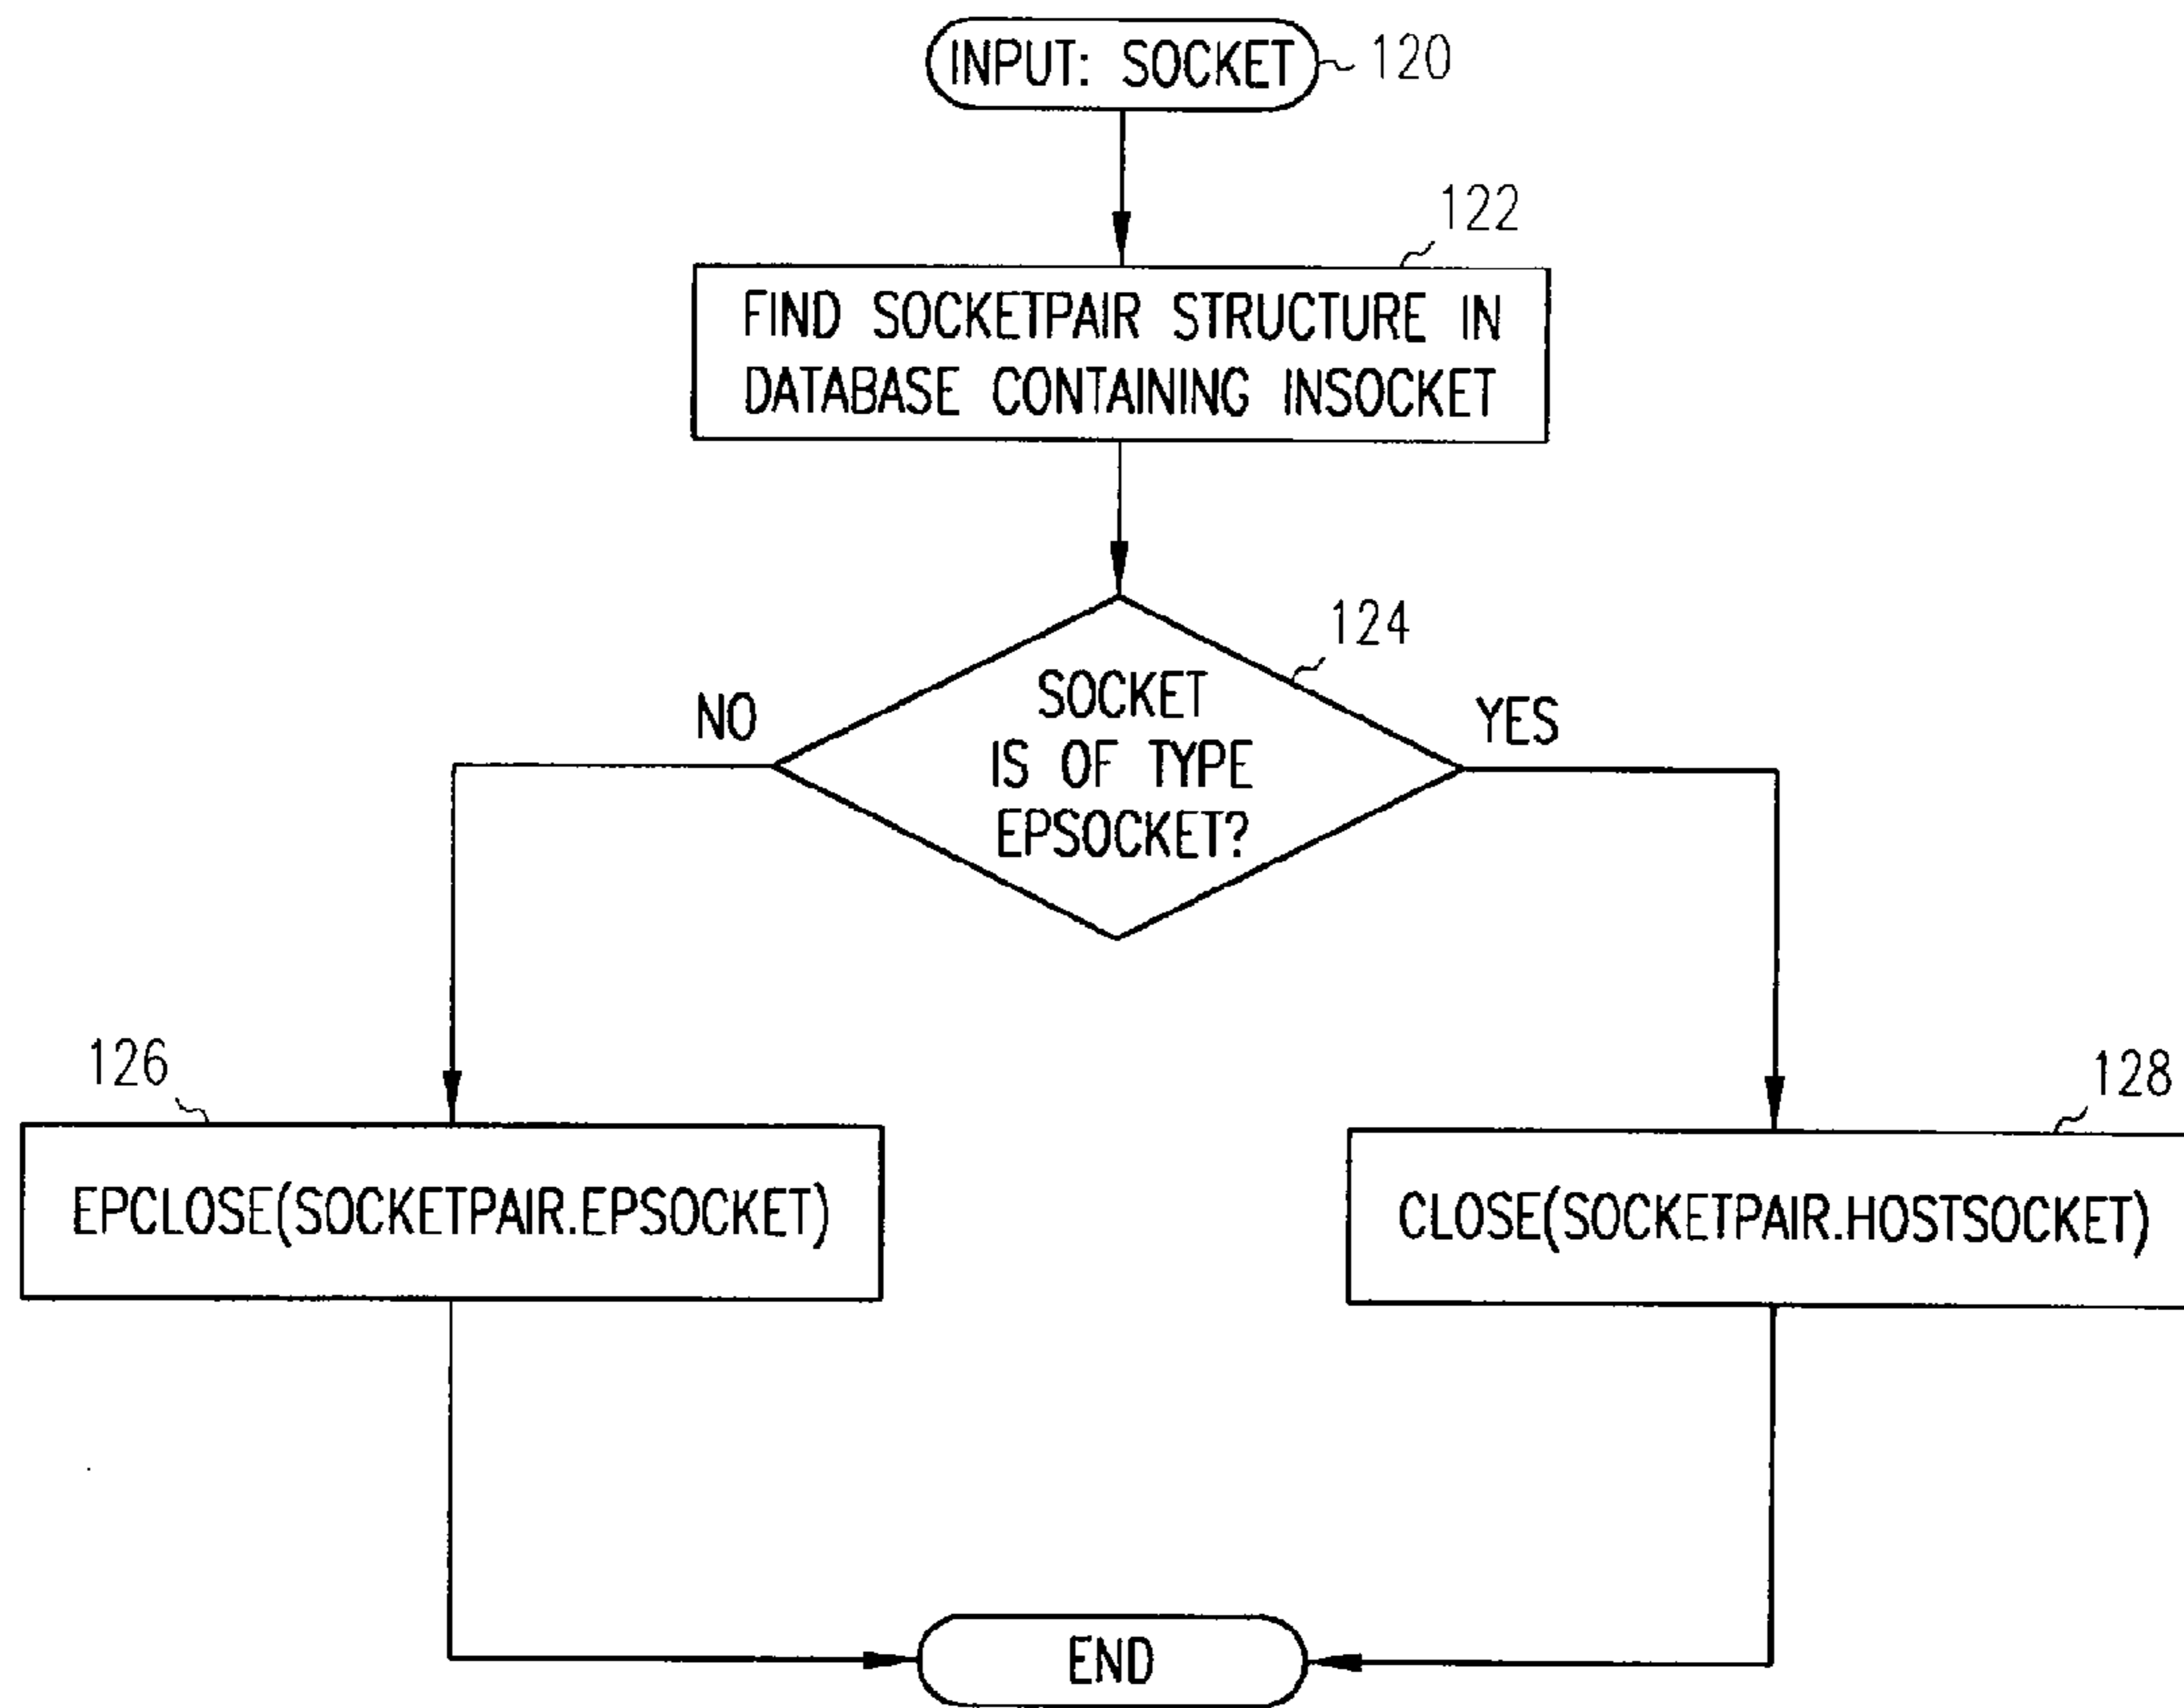 INPUT: SOCKET
120
122
FIND SOCKETPAIR STRUCTURE IN
DATABASE CONTAINING INSOCKET
124
SOCKET
IS OF TYPE
EPSOCKET?
NO
YES
126
EPCLOSE(SOCKETPAIR.EPSOCKET)
128
CLOSE(SOCKETPAIR.HOSTSOCKET)
END